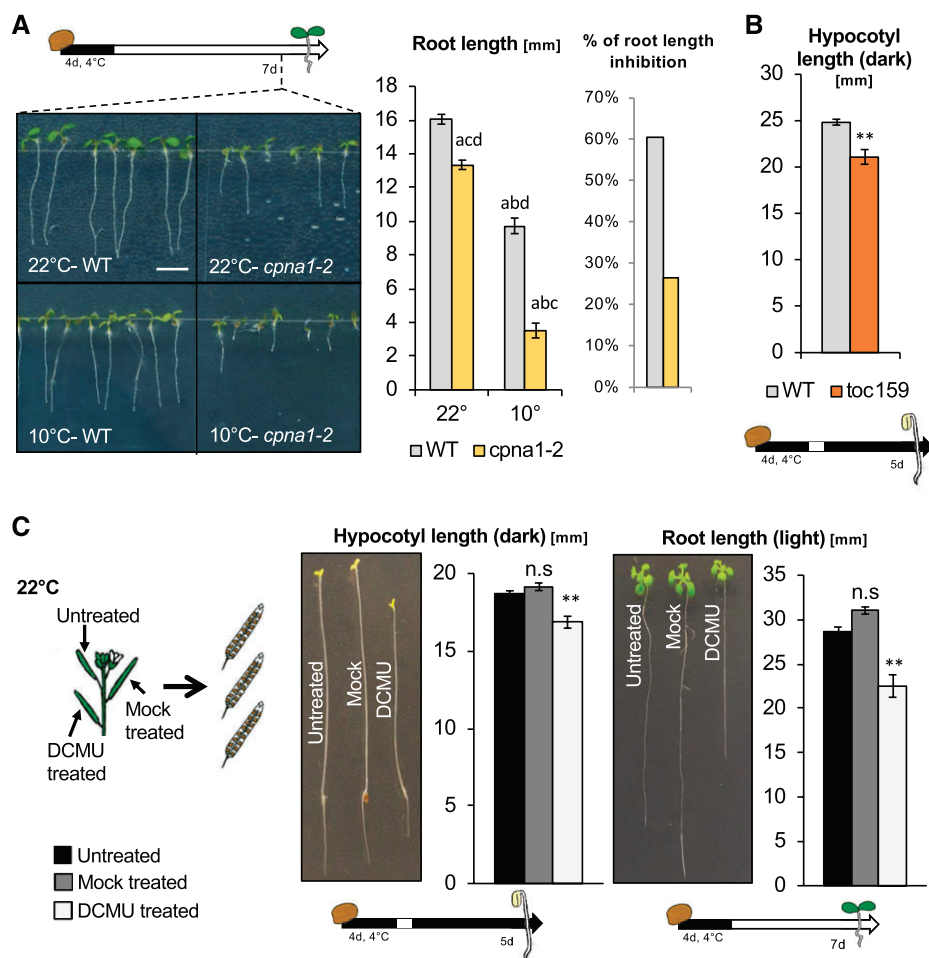 A
4d, 4°C
7d
22°C- WT
22°C- cpna1-2
10°C- WT
10°C- cpna1-2
Root length [mm]
18
16
14
12
10
8
6
4
2
0
acd
abd
abc
22°
10°
WT
cpna1-2
% of root length
inhibition
70%
60%
50%
40%
30%
20%
10%
0%
B
Hypocotyl
length (dark)
[mm]
30
25
20
15
10
5
0
**
WT
toc159
4d, 4°C
5d
C
22°C
Untreated
Mock
treated
DCMU
treated
Untreated
Mock treated
DCMU treated
Hypocotyl length (dark) [mm]
Untreated
Mock
DCMU
20
15
10
5
0
n.s
**
4d, 4°C
5d
Root length (light) [mm]
Untreated
Mock
DCMU
35
30
25
20
15
10
5
0
n.s
**
4d, 4°C
7d